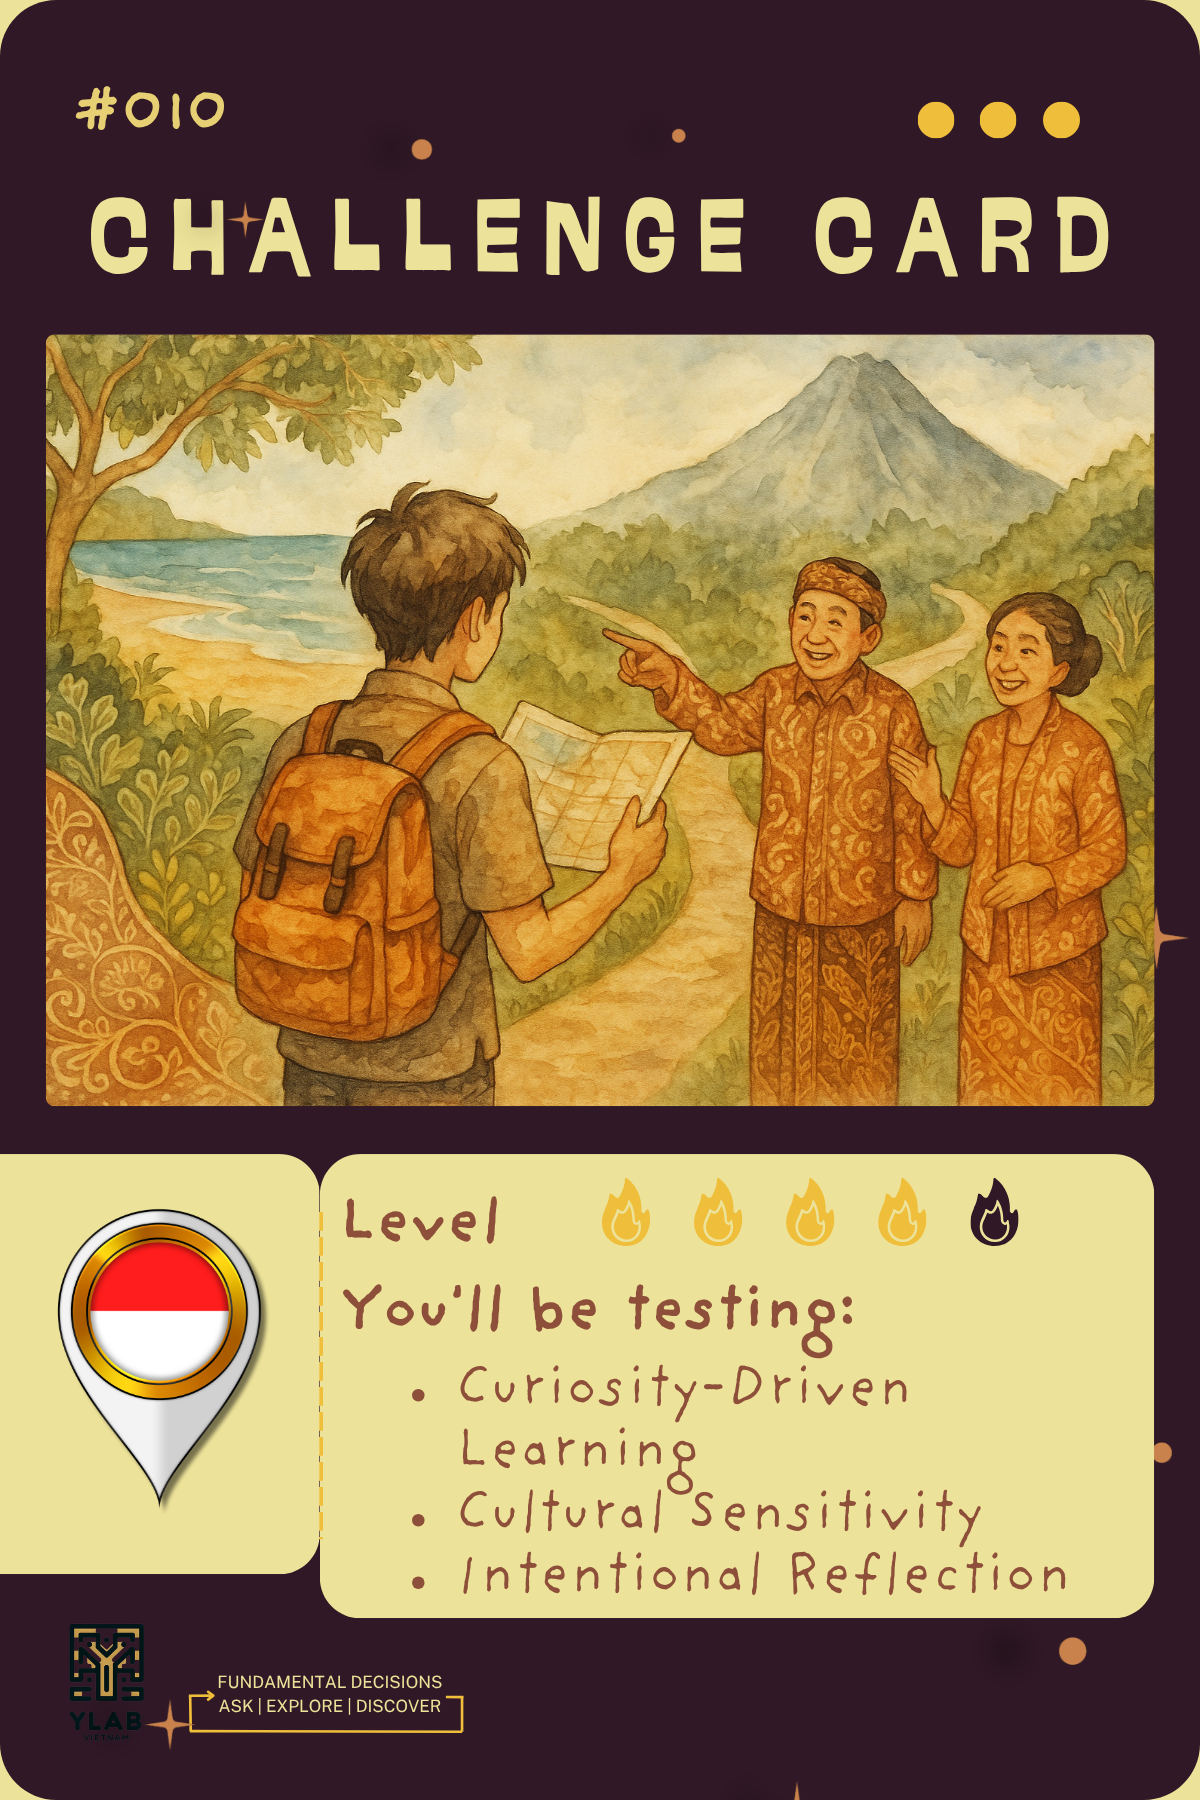 #010
CHALLENGE CARD
Level
You'll be testing:
• Curiosity-Driven
Learning
• Cultural Sensitivity
• Intentional Reflection
FUNDAMENTAL DECISIONS
ASK | EXPLORE | DISCOVER
YLAB
VIETNAM